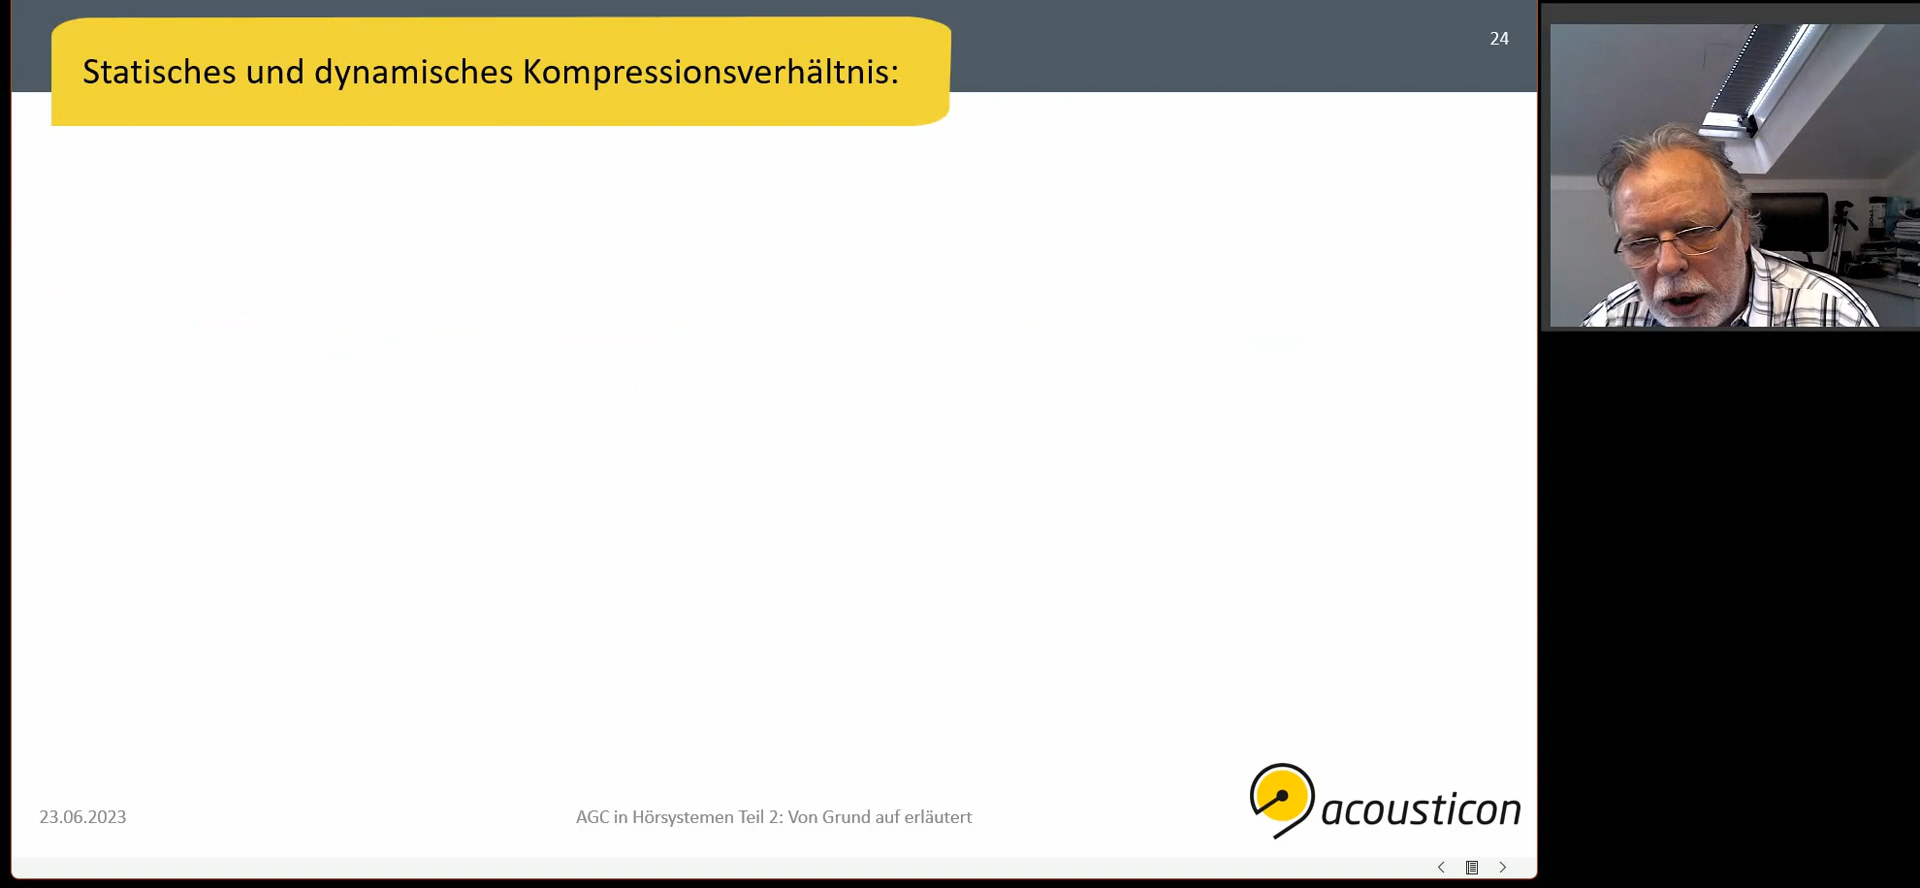 Statisches und dynamisches Kompressionsverhältnis:
24
23.06.2023
AGC in Hörsystemen Teil 2: Von Grund auf erläutert
acousticon